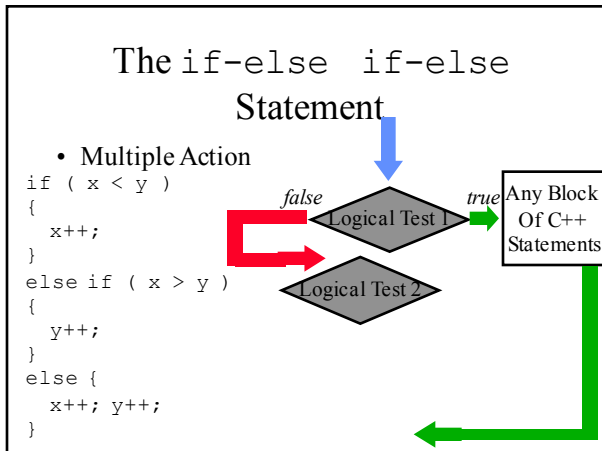 The if-else if-else
Statement
• Multiple Action
if ( x < y )
{
x++;
}
else if ( x > y )
{
y++;
}
else {
x++; y++;
}
false
Logical Test 1
true
Any Block
Of C++
Statements
Logical Test 2